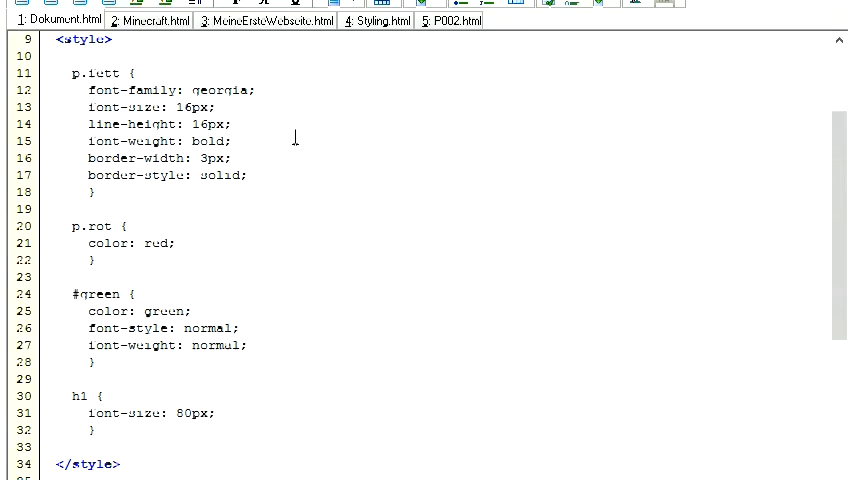 1: Dokument.html 2: Minecraft.html 3: MeineErsteWebseite.html 4: Styling.html 5: P002.html
9 <style>
10
11 p.fett {
12 font-family: georgia;
13 font-size: 16px;
14 line-height: 16px;
15 font-weight: bold;
16 border-width: 3px;
17 border-style: solid;
18 }
19
20 p.rot {
21 color: red;
22 }
23
24 #green {
25 color: green;
26 font-style: normal;
27 font-weight: normal;
28 }
29
30 h1 {
31 font-size: 80px;
32 }
33
34 </style>